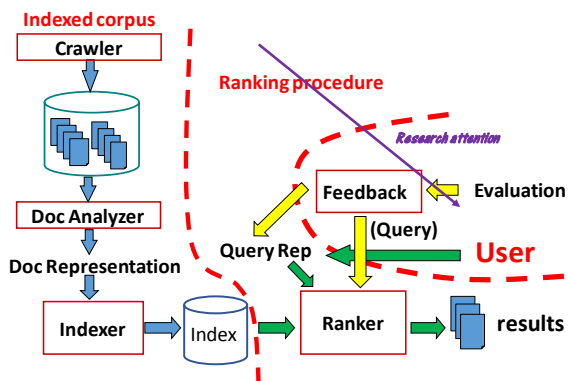 Indexed corpus
Crawler
Ranking procedure
Research attention
Feedback
Evaluation
Doc Analyzer
(Query)
Query Rep
User
Doc Representation
Indexer
Index
Ranker
results